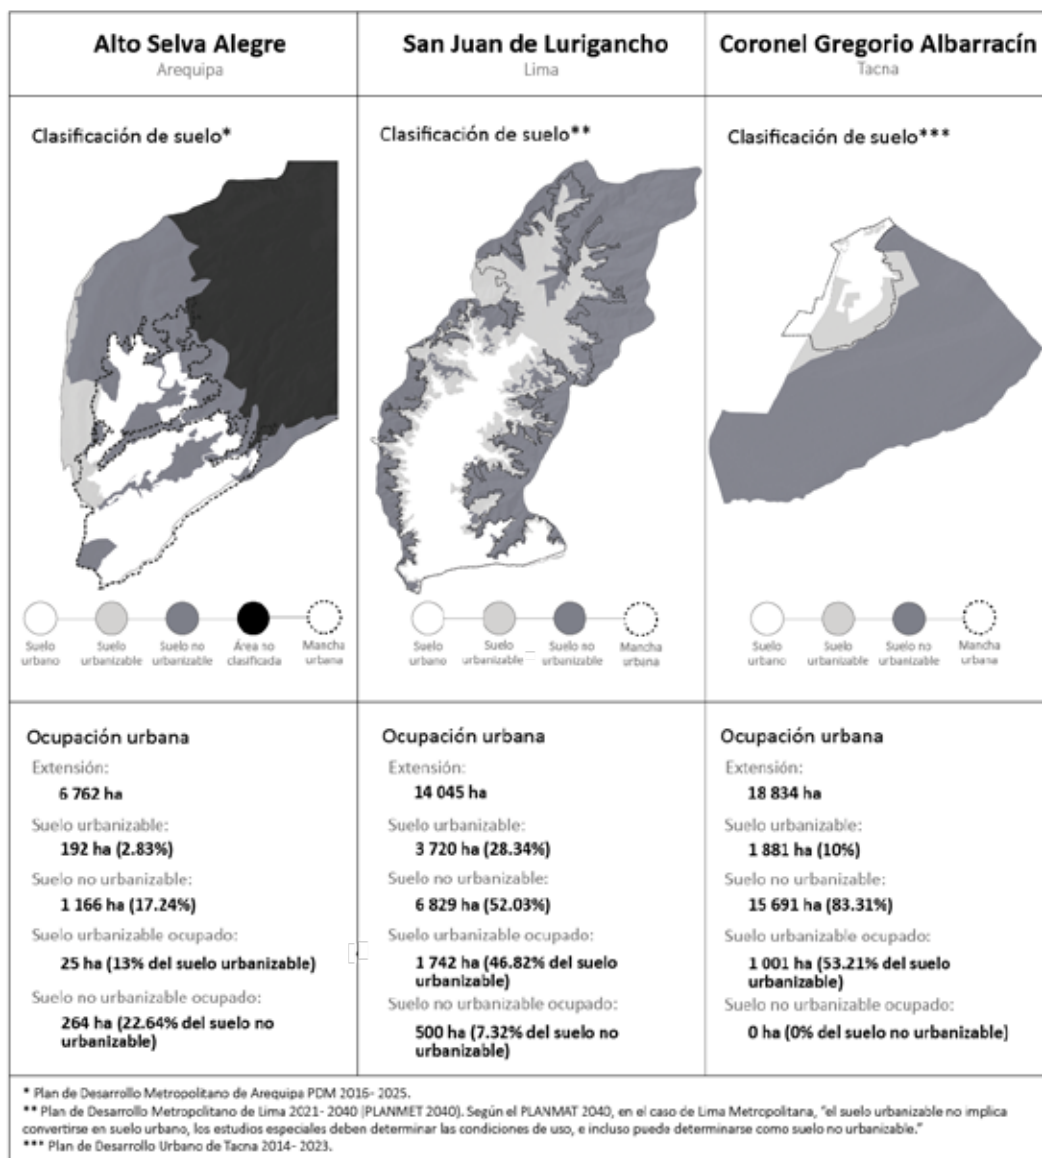 Alto Selva Alegre
Arequipa
San Juan de Lurigancho
Lima
Coronel Gregorio Albarracín
Tacna
Clasificación de suelo*
Clasificación de suelo**
Clasificación de suelo***
Suelo
urbano
Suelo
urbanizable
Suelo no
urbanizable
Área no
clasificada
Mancha
urbana
Suelo
urbano
Suelo
urbanizable
Suelo no
urbanizable
Mancha
urbana
Suelo
urbano
Suelo
urbanizable
Suelo no
urbanizable
Mancha
urbana
Ocupación urbana
Extensión:
6 762 ha
Suelo urbanizable:
192 ha (2.83%)
Suelo no urbanizable:
1 166 ha (17.24%)
Suelo urbanizable ocupado:
25 ha (13% del suelo urbanizable)
Suelo no urbanizable ocupado:
264 ha (22.64% del suelo no
urbanizable)
Ocupación urbana
Extensión:
14 045 ha
Suelo urbanizable:
3 720 ha (28.34%)
Suelo no urbanizable:
6 829 ha (52.03%)
Suelo urbanizable ocupado:
1 742 ha (46.82% del suelo
urbanizable)
Suelo no urbanizable ocupado:
500 ha (7.32% del suelo no
urbanizable)
Ocupación urbana
Extensión:
18 834 ha
Suelo urbanizable:
1 881 ha (10%)
Suelo no urbanizable:
15 691 ha (83.31%)
Suelo urbanizable ocupado:
1 001 ha (53.21% del suelo
urbanizable)
Suelo no urbanizable ocupado:
0 ha (0% del suelo no urbanizable)
* Plan de Desarrollo Metropolitano de Arequipa PDM 2016- 2025.
** Plan de Desarrollo Metropolitano de Lima 2021- 2040 (PLANMET 2040). Según el PLANMAT 2040, en el caso de Lima Metropolitana, "el suelo urbanizable no implica
convertirse en suelo urbano, los estudios especiales deben determinar las condiciones de uso, e incluso puede determinarse como suelo no urbanizable."
*** Plan de Desarrollo Urbano de Tacna 2014- 2023.